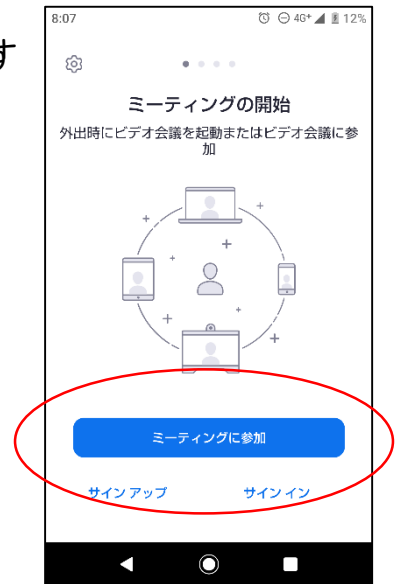 す
8:07 4G+ 12%
ミーティングの開始
外出時にビデオ会議を起動またはビデオ会議に参
加
ミーティングに参加
サインアップ サインイン